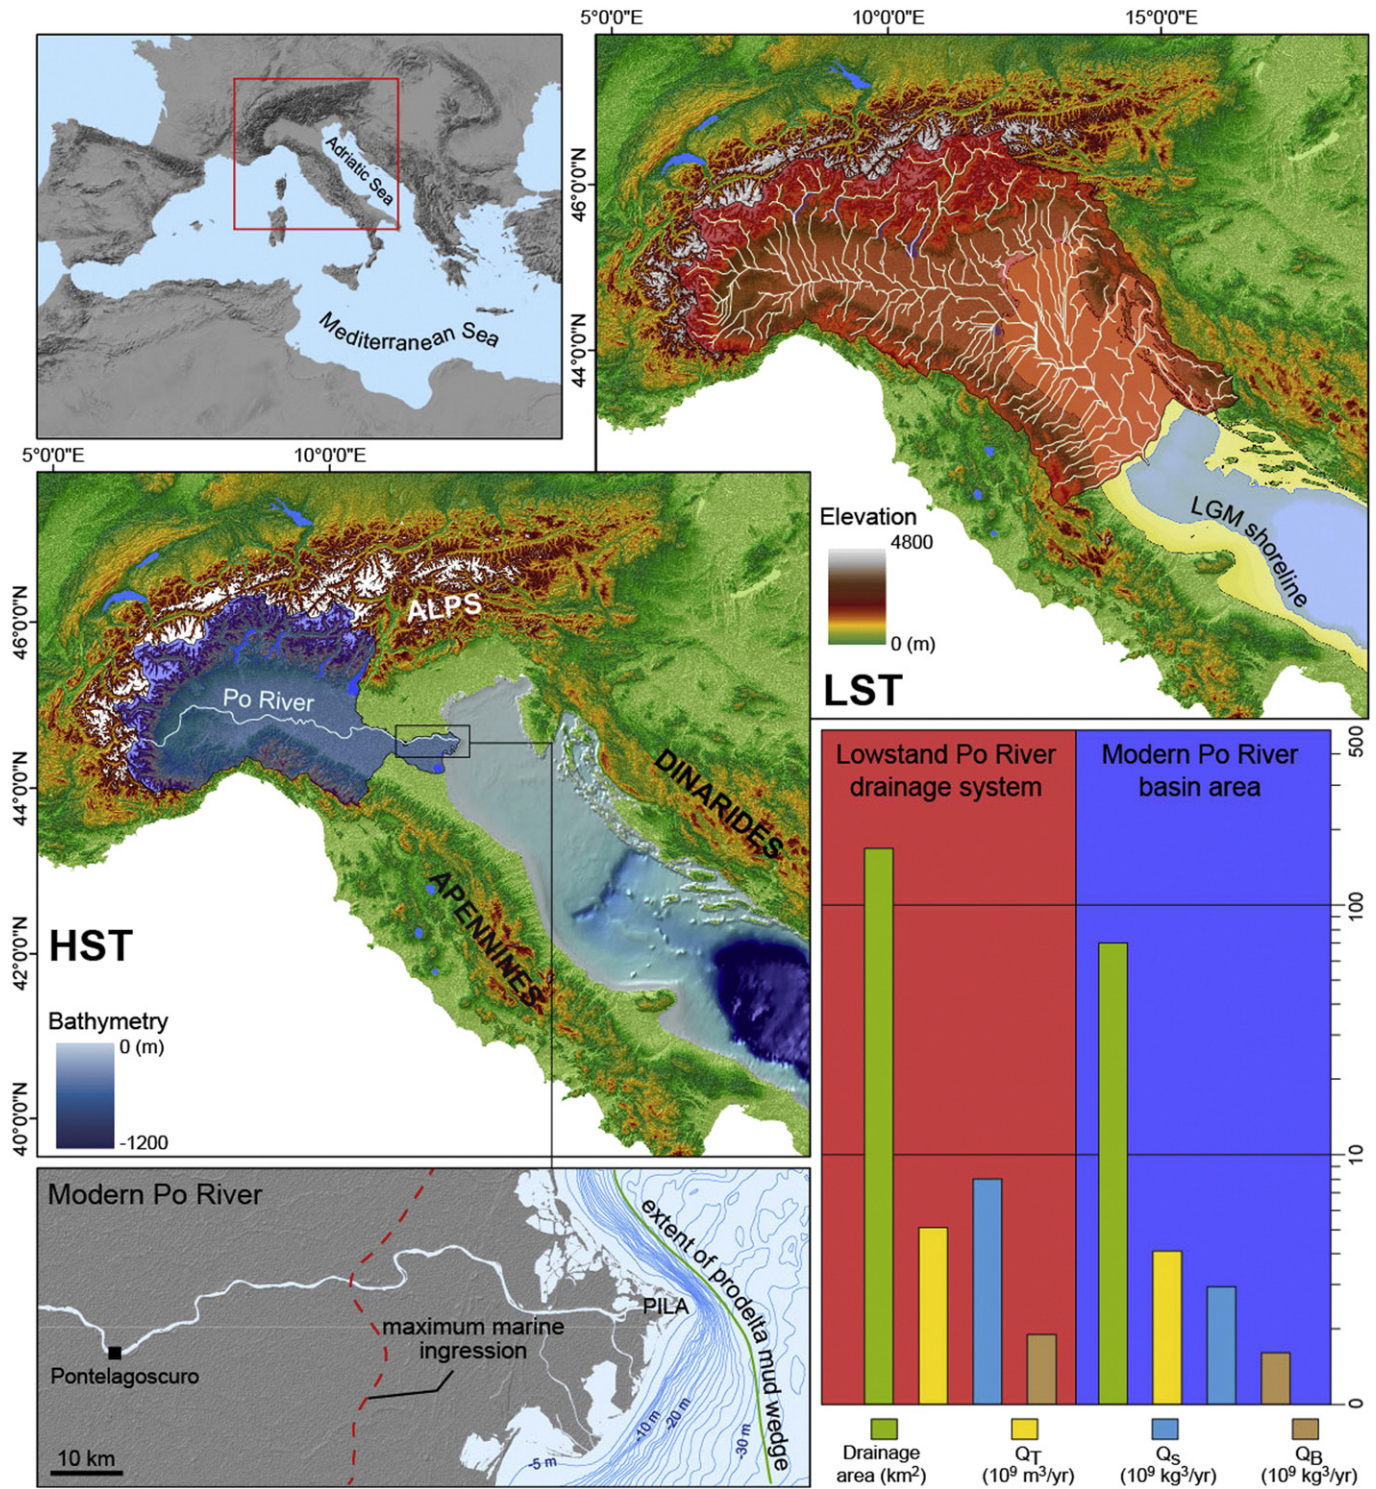 5°0'0"E
10°0'0"E
15°0'0"E
Adriatic Sea
Mediterranean Sea
46°0'0"N
44°0'0"N
LGM shoreline
Elevation
4800
0 (m)
LST
5°0'0"E
10°0'0"E
46°0'0"N
44°0'0"N
42°0'0"N
40°0'0"N
ALPS
Po River
DINARIDES
APENNINES
HST
Bathymetry
0 (m)
-1200
Modern Po River
extent of prodelta mud wedge
PILA
maximum marine
ingression
Pontelagoscuro
10 km
-5 m
-10 m
-20 m
-30 m
Lowstand Po River
drainage system
Modern Po River
basin area
500
100
10
0
Drainage
area (km²)
QT
(10⁹ m³/yr)
Qs
(10⁹ kg³/yr)
QB
(10⁹ kg³/yr)